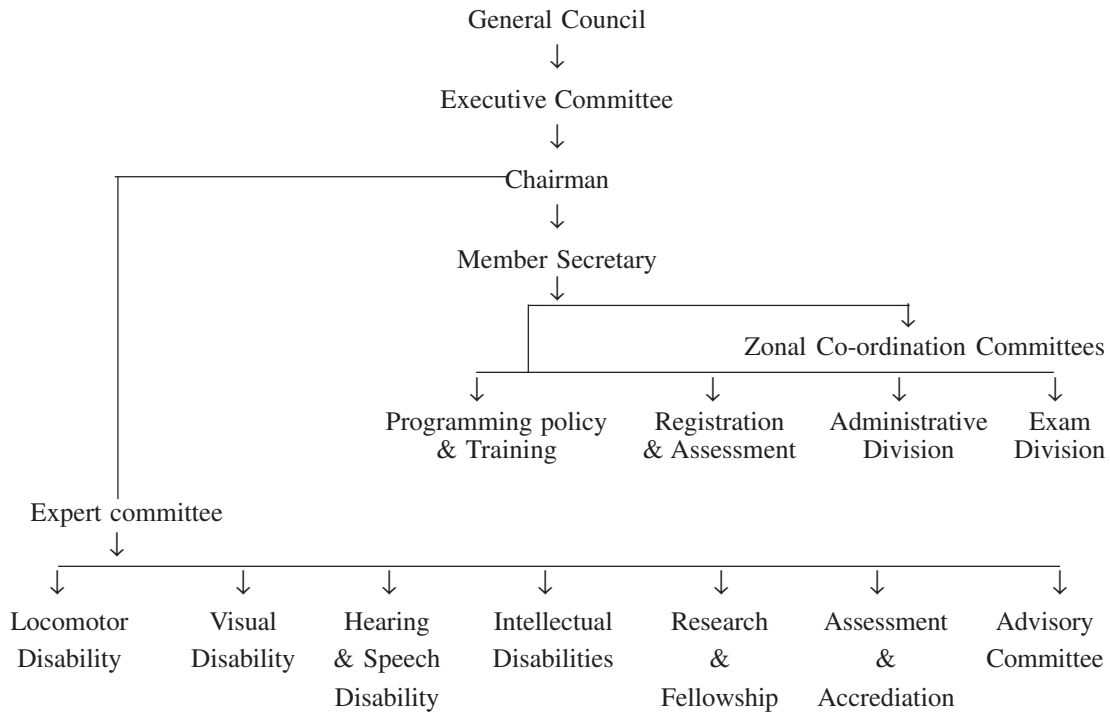 General Council
Executive Committee
Chairman
Member Secretary
Zonal Co-ordination Committees
Programming policy
& Training
Registration
& Assessment
Administrative
Division
Exam
Division
Expert committee
Locomotor
Disability
Visual
Disability
Hearing
& Speech
Disability
Intellectual
Disabilities
Research
&
Fellowship
Assessment
&
Accrediation
Advisory
Committee